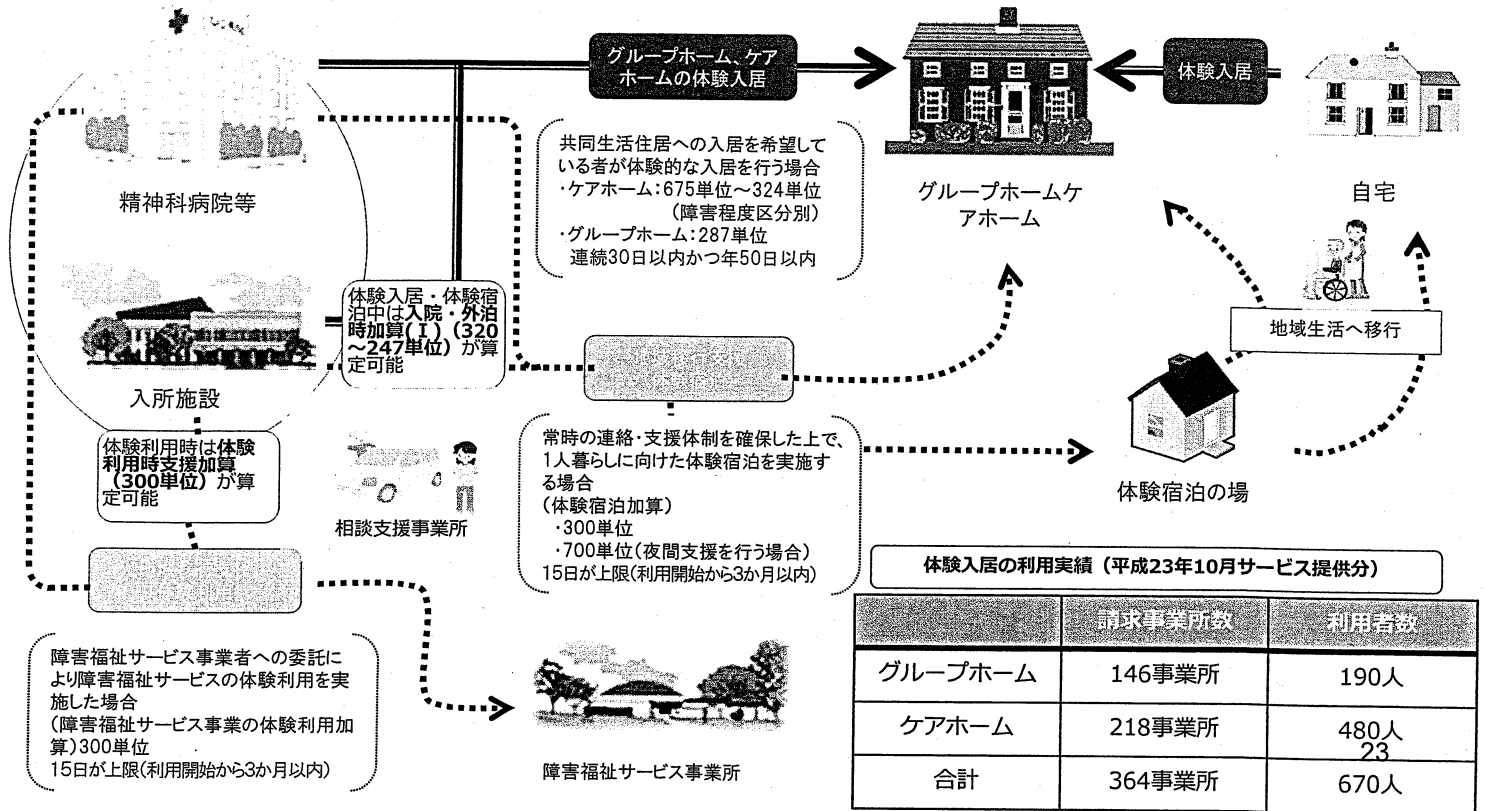 グループホーム、ケア
ホームの体験入居
体験入居
精神科病院等
共同生活住居への入居を希望して
いる者が体験的な入居を行う場合
・ケアホーム：675単位～324単位
（障害程度区分別）
・グループホーム：287単位
連続30日以内かつ年50日以内
グループホームケ
アホーム
自宅
入所施設
体験入居・体験宿
泊中は入院・外泊
時加算(Ⅰ)（320
～247単位）が算
定可能
地域生活へ移行
体験利用時は体験
利用時支援加算
（300単位）が算
定可能
相談支援事業所
常時の連絡・支援体制を確保した上で、
1人暮らしに向けた体験宿泊を実施す
る場合
(体験宿泊加算)
・300単位
・700単位(夜間支援を行う場合)
15日が上限(利用開始から3か月以内)
体験宿泊の場
障害福祉サービス事業者への委託に
より障害福祉サービスの体験利用を実
施した場合
(障害福祉サービス事業の体験利用加
算)300単位
15日が上限(利用開始から3か月以内)
障害福祉サービス事業所
体験入居の利用実績（平成23年10月サービス提供分）
請求事業所数 利用者数
グループホーム 146事業所 190人
ケアホーム 218事業所 480人
23
合計 364事業所 670人